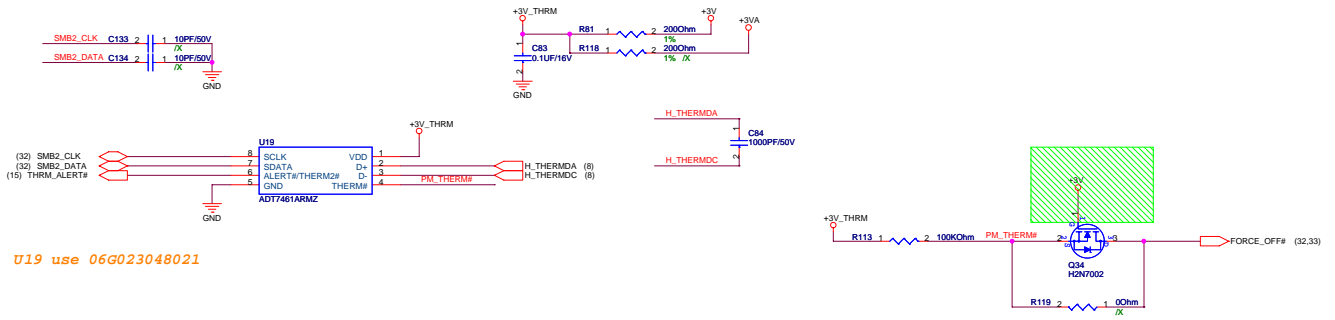 SMB2_CLK C133 2 1 10PF/50V
/X
SMB2_DATA C134 2 1 10PF/50V
/X
GND
+3V_THRM
R81 1 2 200Ohm +3V
1%
R118 1 2 200Ohm +3VA
1% /X
1 C83
0.1UF/16V
2
GND
H_THERMDA
1
C84
1000PF/50V
2
H_THERMDC
+3V_THRM
U19
(32) SMB2_CLK 8 SCLK VDD 1
(32) SMB2_DATA 7 SDATA D+ 2 H_THERMDA (8)
(15) THRM_ALERT# 6 ALERT#/THERM2# D- 3 H_THERMDC (8)
5 GND THERM# 4 PM_THERM#
ADT7461ARMZ
GND
U19 use 06G023048021
+3V
1
G
+3V_THRM
R113 1 2 100KOhm PM_THERM# 2 S D 3 FORCE_OFF# (32,33)
Q34
H2N7002
R119 2 1 0Ohm
/X